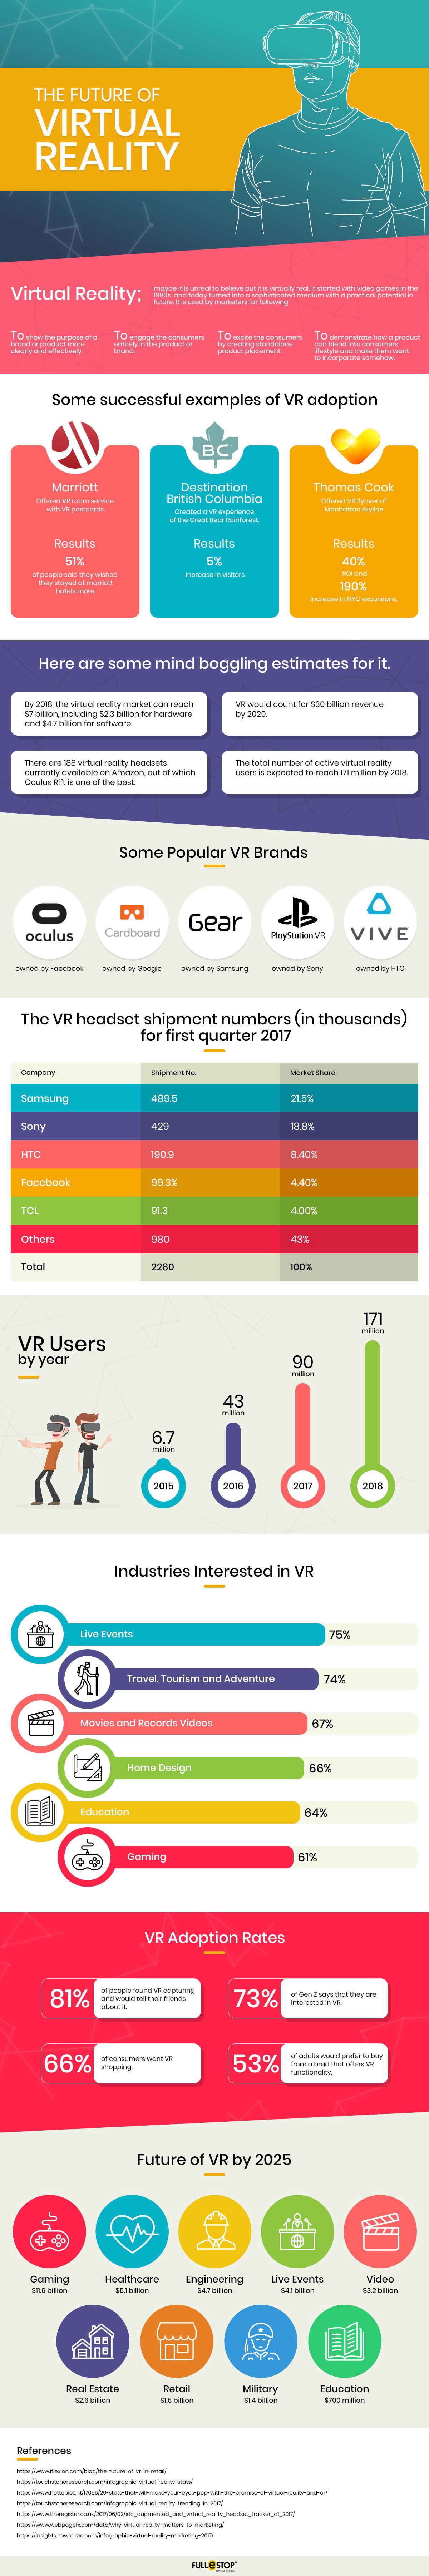 THE FUTURE OF
VIRTUAL
REALITY
Virtual Reality;
maybe it is unreal to believe but it is virtually real. It started with video games in the
1980s and today turned into a sophisticated medium with a practical potential in
future. It is used by marketers for following
To show the purpose of a
brand or product more
clearly and effectively.
To engage the consumers
entirely in the product or
brand.
To excite the consumers
by creating standalone
product placement.
To demonstrate how a product
can blend into consumers
lifestyle and make them want
to incorporate somehow.
Some successful examples of VR adoption
Marriott
Offered VR room service
with VR postcards.
Results
51%
of people said they wished
they stayed at marriott
hotels more.
BC
Destination
British Columbia
Created a VR experience
of the Great Bear Rainforest.
Results
5%
increase in visitors
Thomas Cook
Offered VR flyover of
Manhattan skyline.
Results
40%
ROI and
190%
increase in NYC excursions.
Here are some mind boggling estimates for it.
By 2018, the virtual reality market can reach
$7 billion, including $2.3 billion for hardware
and $4.7 billion for software.
VR would count for $30 billion revenue
by 2020.
There are 188 virtual reality headsets
currently available on Amazon, out of which
Oculus Rift is one of the best.
The total number of active virtual reality
users is expected to reach 171 million by 2018.
Some Popular VR Brands
oculus
owned by Facebook
Cardboard
owned by Google
Gear
owned by Samsung
PlayStation VR
owned by Sony
VIVE
owned by HTC
The VR headset shipment numbers (in thousands)
for first quarter 2017
Company Shipment No. Market Share
Samsung 489.5 21.5%
Sony 429 18.8%
HTC 190.9 8.40%
Facebook 99.3% 4.40%
TCL 91.3 4.00%
Others 980 43%
Total 2280 100%
VR Users
by year
6.7
million
2015
43
million
2016
90
million
2017
171
million
2018
Industries Interested in VR
Live Events 75%
Travel, Tourism and Adventure 74%
Movies and Records Videos 67%
Home Design 66%
Education 64%
Gaming 61%
VR Adoption Rates
81%
of people found VR capturing
and would tell their friends
about it.
73%
of Gen Z says that they are
interested in VR.
66%
of consumers want VR
shopping.
53%
of adults would prefer to buy
from a brad that offers VR
functionality.
Future of VR by 2025
Gaming
$11.6 billion
Healthcare
$5.1 billion
Engineering
$4.7 billion
Live Events
$4.1 billion
Video
$3.2 billion
Real Estate
$2.6 billion
Retail
$1.6 billion
Military
$1.4 billion
Education
$700 million
References
https://www.iflexion.com/blog/the-future-of-vr-in-retail/
https://touchstoneresearch.com/infographic-virtual-reality-stats/
https://www.hottopics.ht/17066/20-stats-that-will-make-your-eyes-pop-with-the-promise-of-virtual-reality-and-ar/
https://touchstoneresearch.com/infographic-virtual-reality-trending-in-2017/
https://www.theregister.co.uk/2017/06/02/idc_augmented_and_virtual_reality_headset_tracker_q1_2017/
https://www.webpagefx.com/data/why-virtual-reality-matters-to-marketing/
https://insights.newscred.com/infographic-virtual-reality-marketing-2017/
FULLESTOP